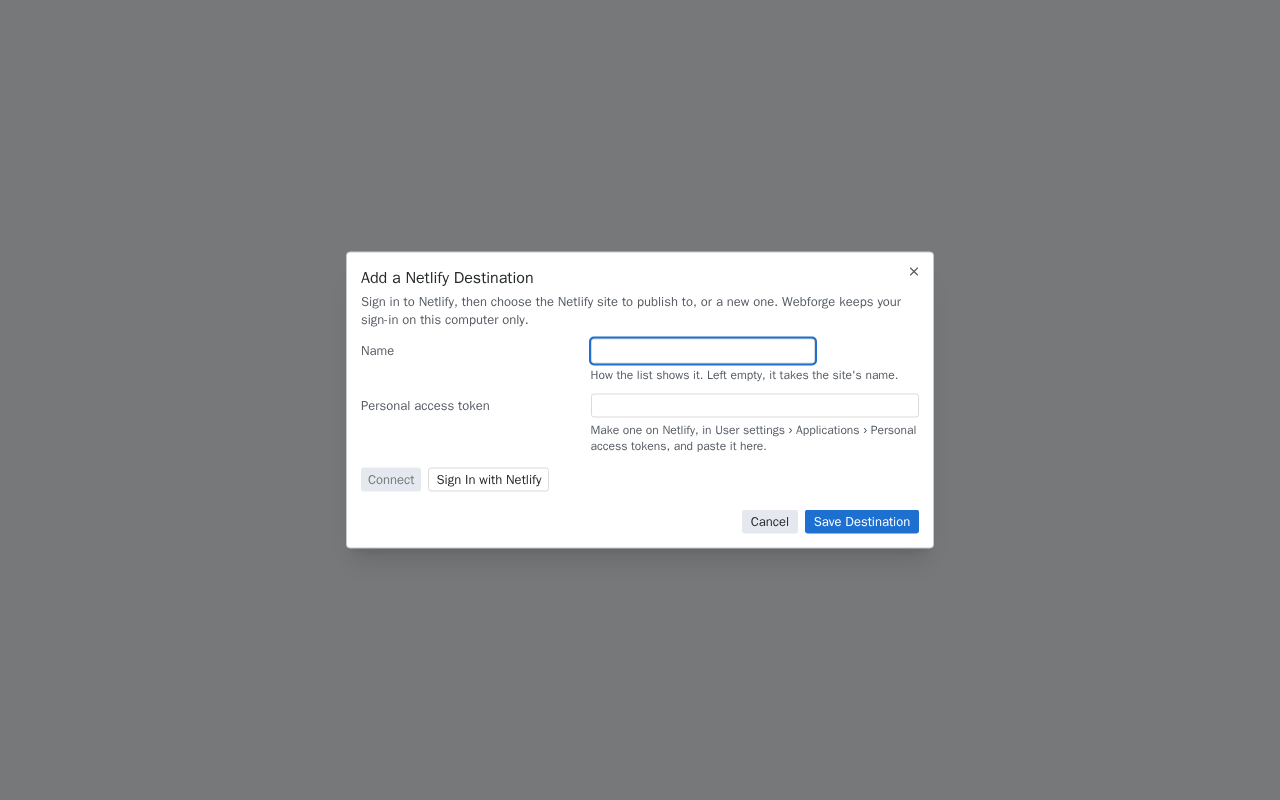 Add a Netlify Destination
Sign in to Netlify, then choose the Netlify site to publish to, or a new one. Webforge keeps your
sign-in on this computer only.
Name
How the list shows it. Left empty, it takes the site's name.
Personal access token
Make one on Netlify, in User settings › Applications › Personal
access tokens, and paste it here.
Connect
Sign In with Netlify
Cancel
Save Destination